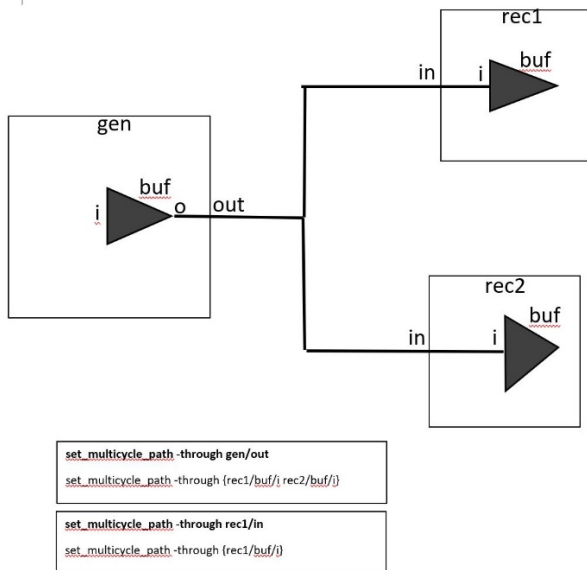 rec1
buf
in
i
gen
buf
i
o
out
rec2
buf
in
i
set_multicycle_path -through gen/out
set_multicycle_path -through {rec1/buf/i rec2/buf/i}
set_multicycle_path -through rec1/in
set_multicycle_path -through {rec1/buf/i}